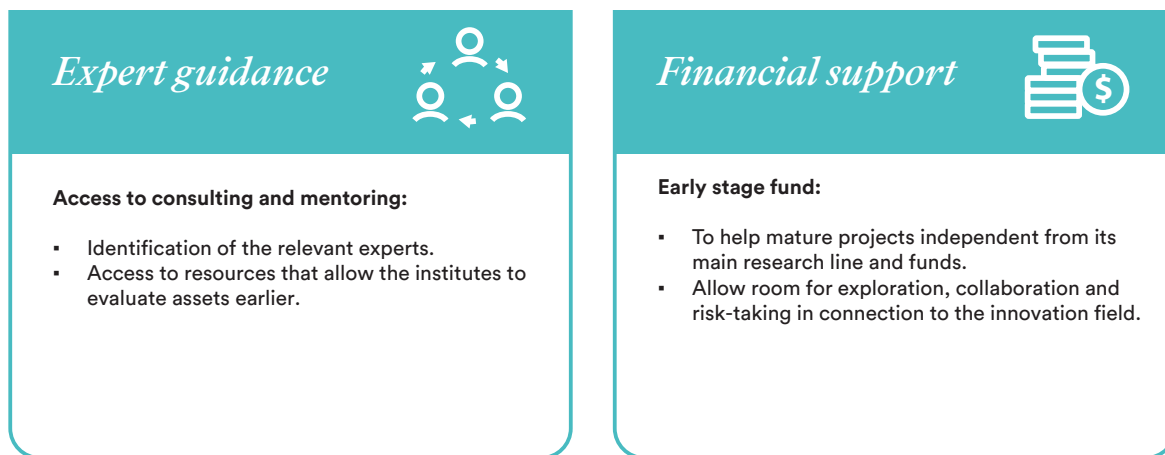 Expert guidance
Access to consulting and mentoring:
▪ Identification of the relevant experts.
▪ Access to resources that allow the institutes to
evaluate assets earlier.
Financial support
$
Early stage fund:
▪ To help mature projects independent from its
main research line and funds.
▪ Allow room for exploration, collaboration and
risk-taking in connection to the innovation field.